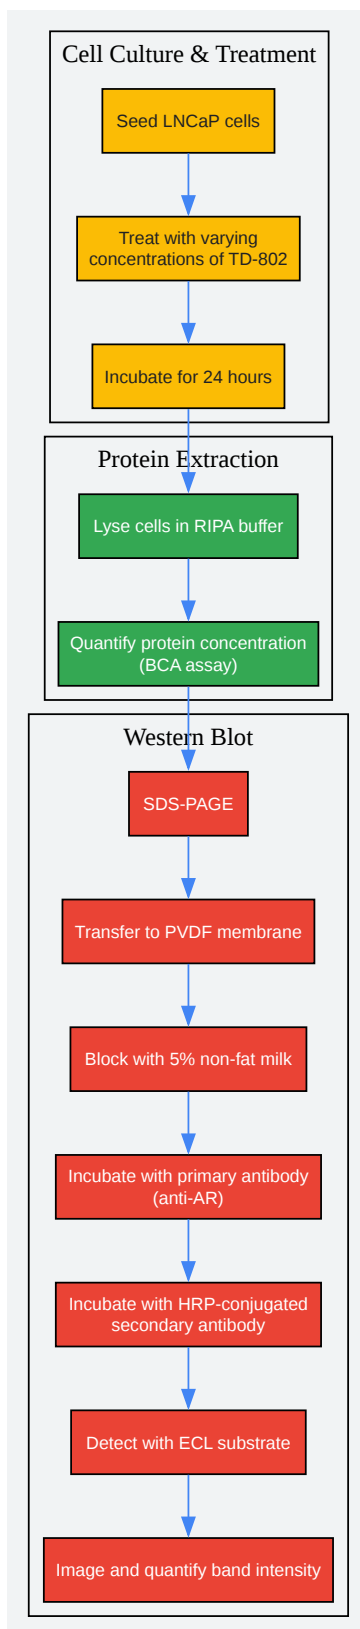 Cell Culture & Treatment
Seed LNCaP cells
Treat with varying
concentrations of TD-802
Incubate for 24 hours
Protein Extraction
Lyse cells in RIPA buffer
Quantify protein concentration
(BCA assay)
Western Blot
SDS-PAGE
Transfer to PVDF membrane
Block with 5% non-fat milk
Incubate with primary antibody
(anti-AR)
Incubate with HRP-conjugated
secondary antibody
Detect with ECL substrate
Image and quantify band intensity